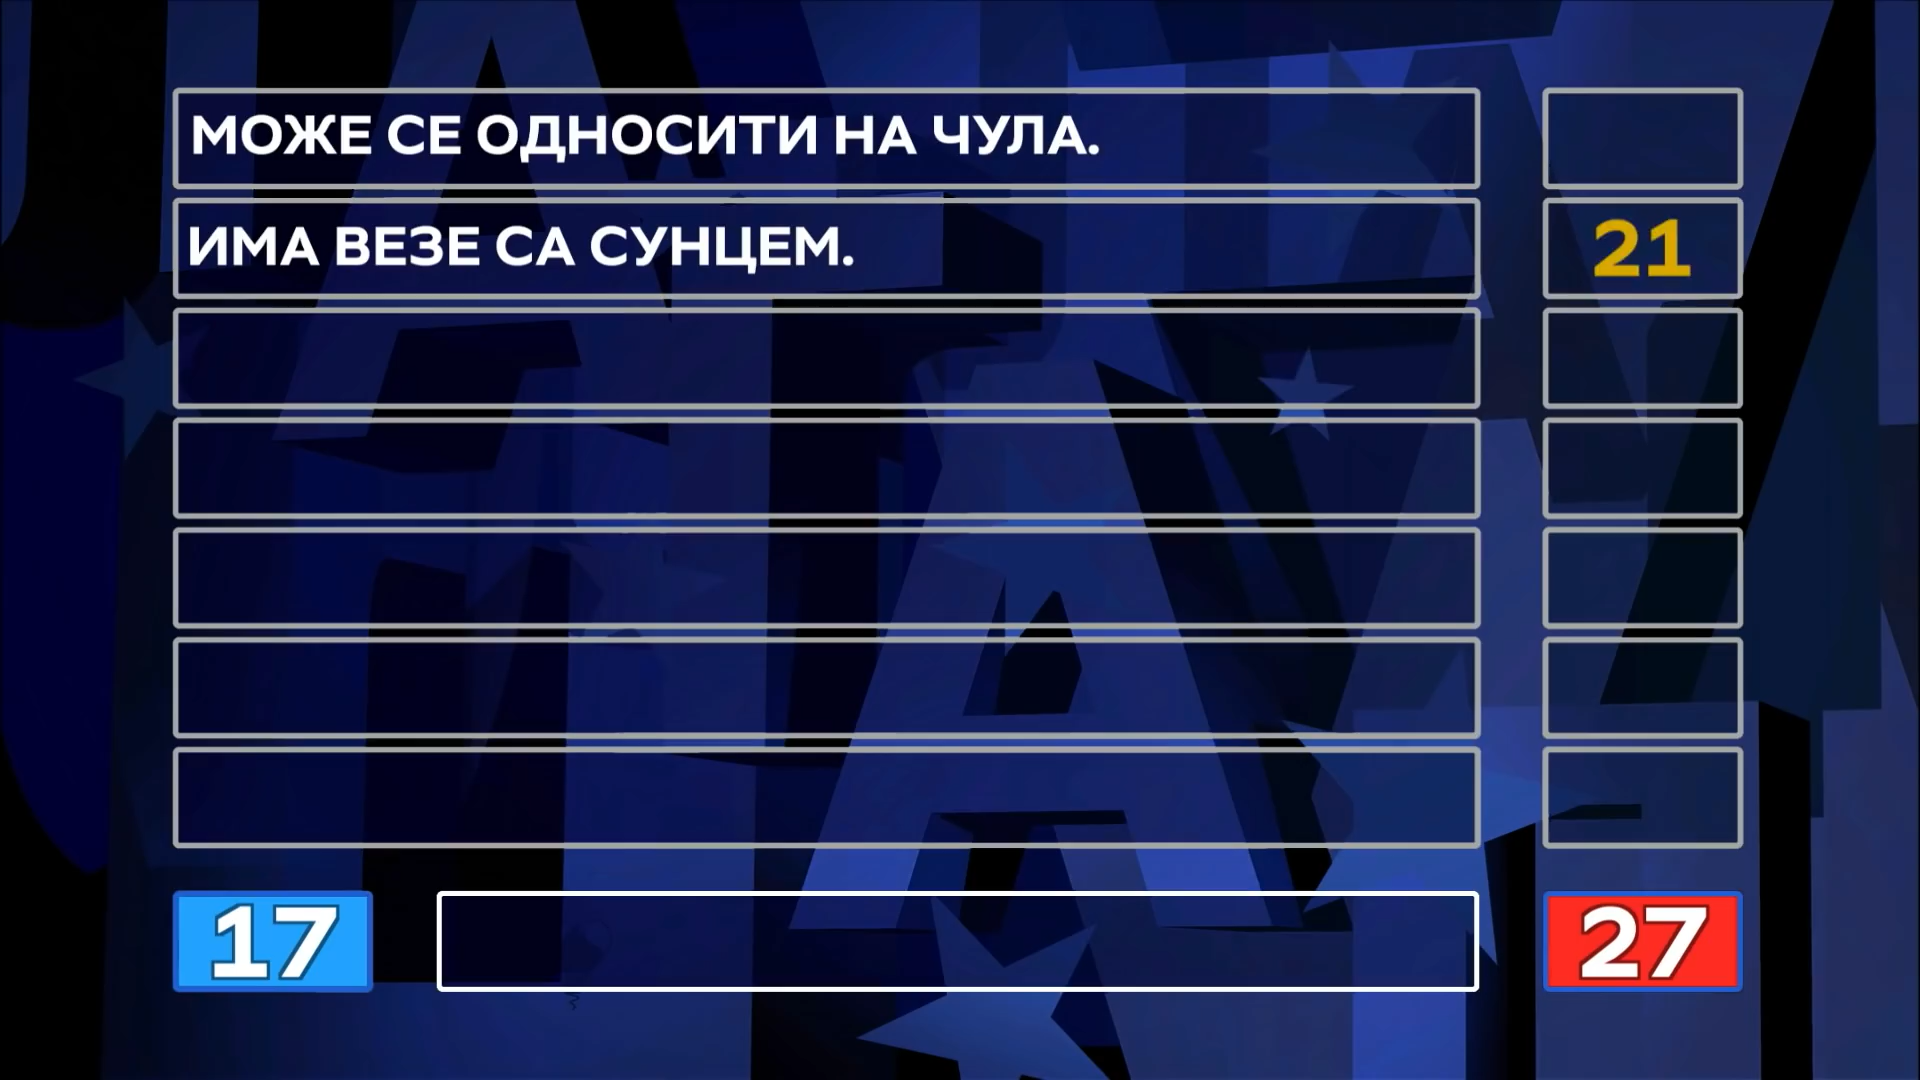 МОЖЕ СЕ ОДНОСИТИ НА ЧУЛА.
ИМА ВЕЗЕ СА СУНЦЕМ.
21
17
27